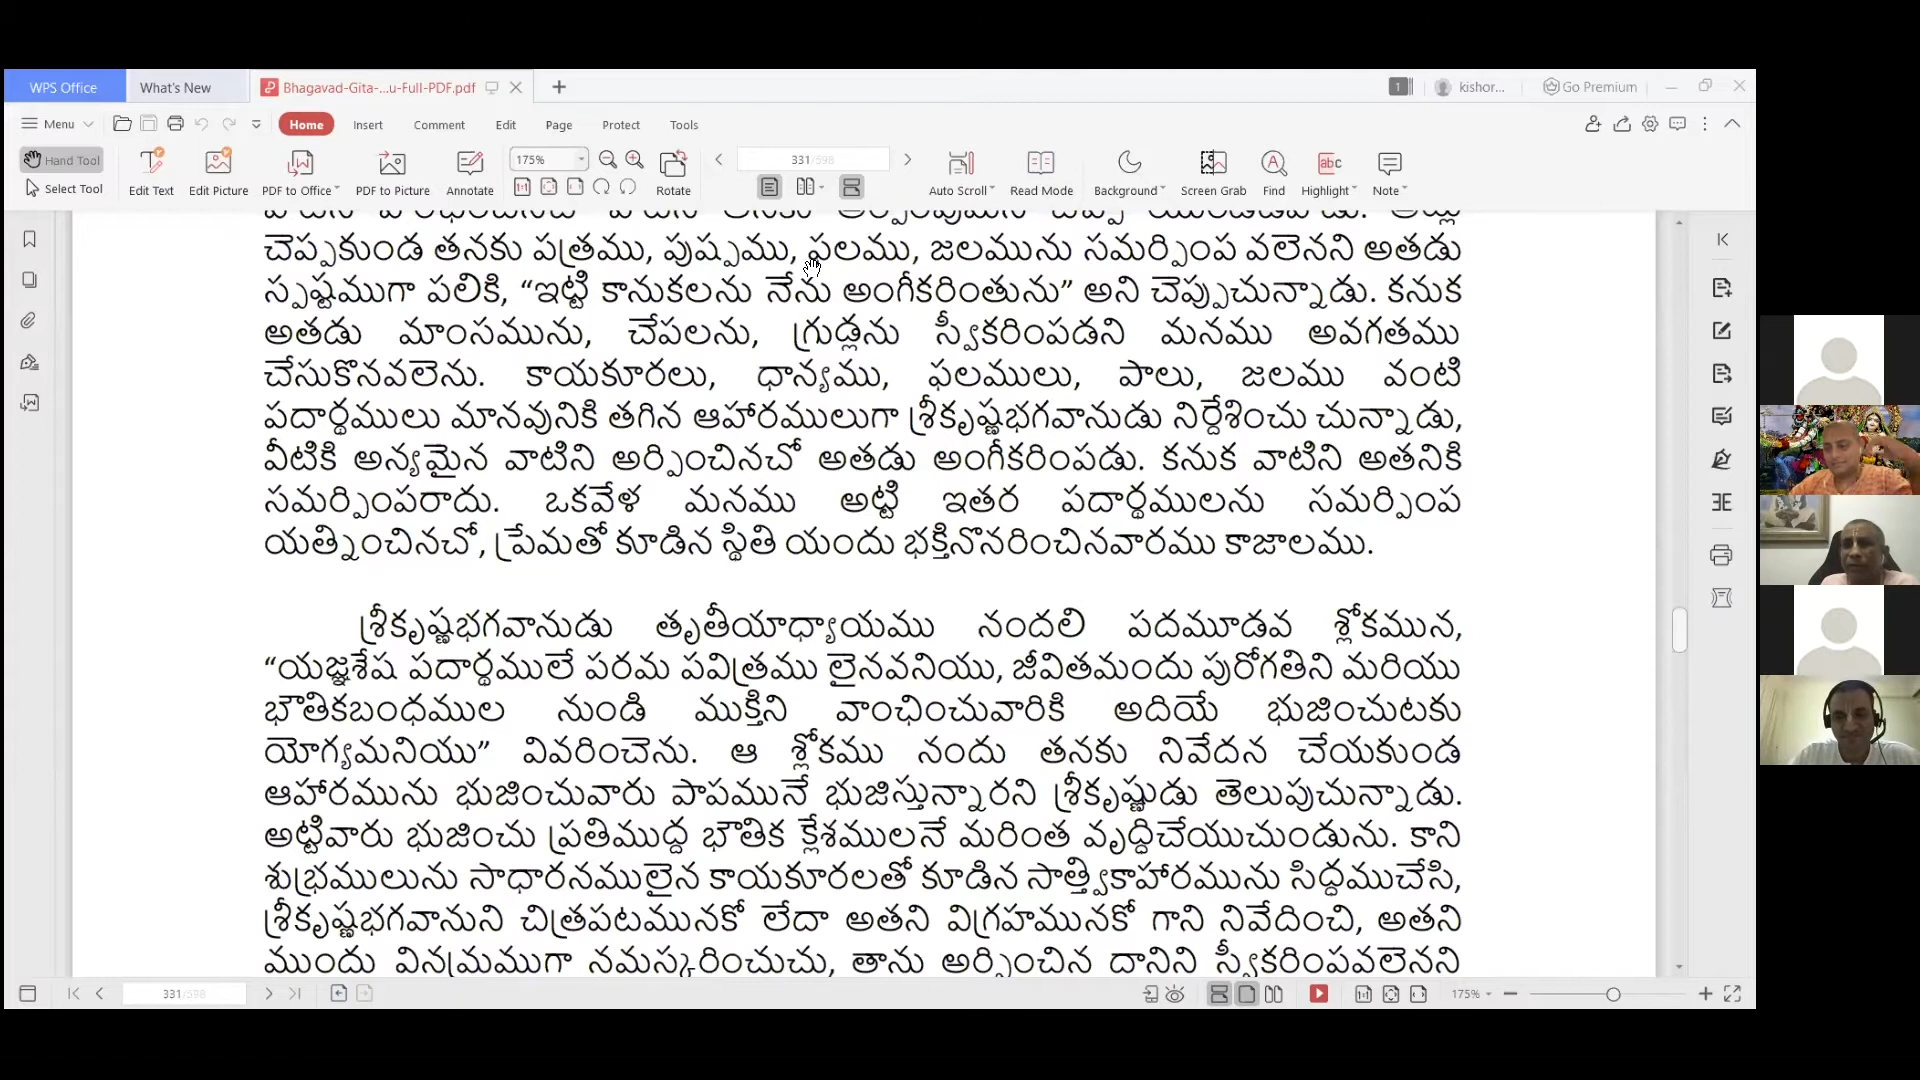 WPS Office What's New Bhagavad-Gita-...u-Full-PDF.pdf 1 kishor... Go Premium
Menu Home Insert Comment Edit Page Protect Tools
Hand Tool 175% 331/598
Select Tool Edit Text Edit Picture PDF to Office PDF to Picture Annotate Rotate Auto Scroll Read Mode Background Screen Grab Find Highlight Note
చెప్పకుండ తనకు పత్రము, పుష్పము, ఫలము, జలమును సమర్పింప వలెనని అతడు
స్పష్టముగా పలికి, “ఇట్టి కానుకలను నేను అంగీకరింతును” అని చెప్పుచున్నాడు. కనుక
అతడు మాంసమును, చేపలను, గ్రుడ్లను స్వీకరింపడని మనము అవగతము
చేసుకొనవలెను. కాయకూరలు, ధాన్యము, ఫలములు, పాలు, జలము వంటి
పదార్థములు మానవునికి తగిన ఆహారములుగా శ్రీకృష్ణభగవానుడు నిర్దేశించు చున్నాడు,
వీటికి అన్యమైన వాటిని అర్పించినచో అతడు అంగీకరింపడు. కనుక వాటిని అతనికి
సమర్పింపరాదు. ఒకవేళ మనము అట్టి ఇతర పదార్థములను సమర్పింప
యత్నించినచో, ప్రేమతో కూడిన స్థితి యందు భక్తినొనరించినవారము కాజాలము.
శ్రీకృష్ణభగవానుడు తృతీయాధ్యాయము నందలి పదమూడవ శ్లోకమున,
“యజ్ఞశేష పదార్థములే పరమ పవిత్రము లైనవనియు, జీవితమందు పురోగతిని మరియు
భౌతికబంధముల నుండి ముక్తిని వాంఛించువారికి అదియే భుజించుటకు
యోగ్యమనియు” వివరించెను. ఆ శ్లోకము నందు తనకు నివేదన చేయకుండ
ఆహారమును భుజించువారు పాపమునే భుజిస్తున్నారని శ్రీకృష్ణుడు తెలుపుచున్నాడు.
అట్టివారు భుజించు ప్రతిముద్ద భౌతిక క్లేశములనే మరింత వృద్ధిచేయుచుండును. కాని
శుభ్రములును సాధారనములైన కాయకూరలతో కూడిన సాత్త్వికాహారమును సిద్ధముచేసి,
శ్రీకృష్ణభగవానుని చిత్రపటమునకో లేదా అతని విగ్రహమునకో గాని నివేదించి, అతని
ముందు వినమ్రముగా నమస్కరించుచు, తాను అర్పించిన దానిని స్వీకరింపవలెనని
331/598 175%